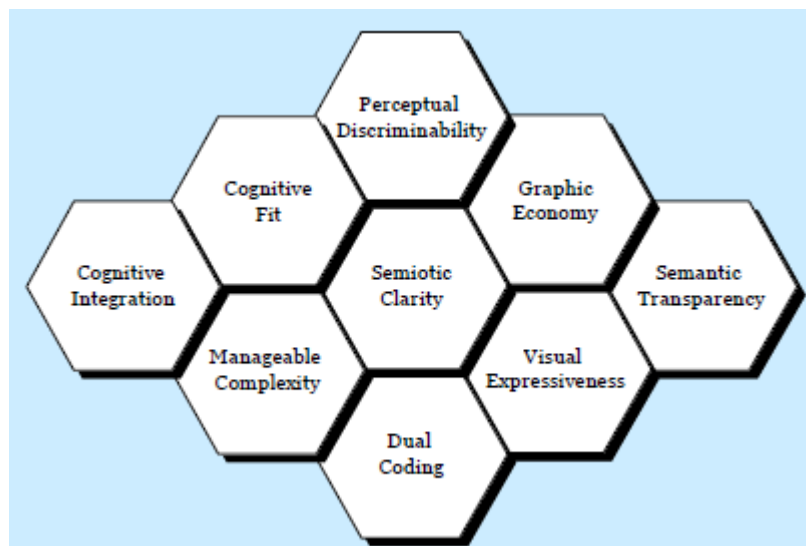 Perceptual
Discriminability
Cognitive
Fit
Graphic
Economy
Cognitive
Integration
Semiotic
Clarity
Semantic
Transparency
Manageable
Complexity
Visual
Expressiveness
Dual
Coding